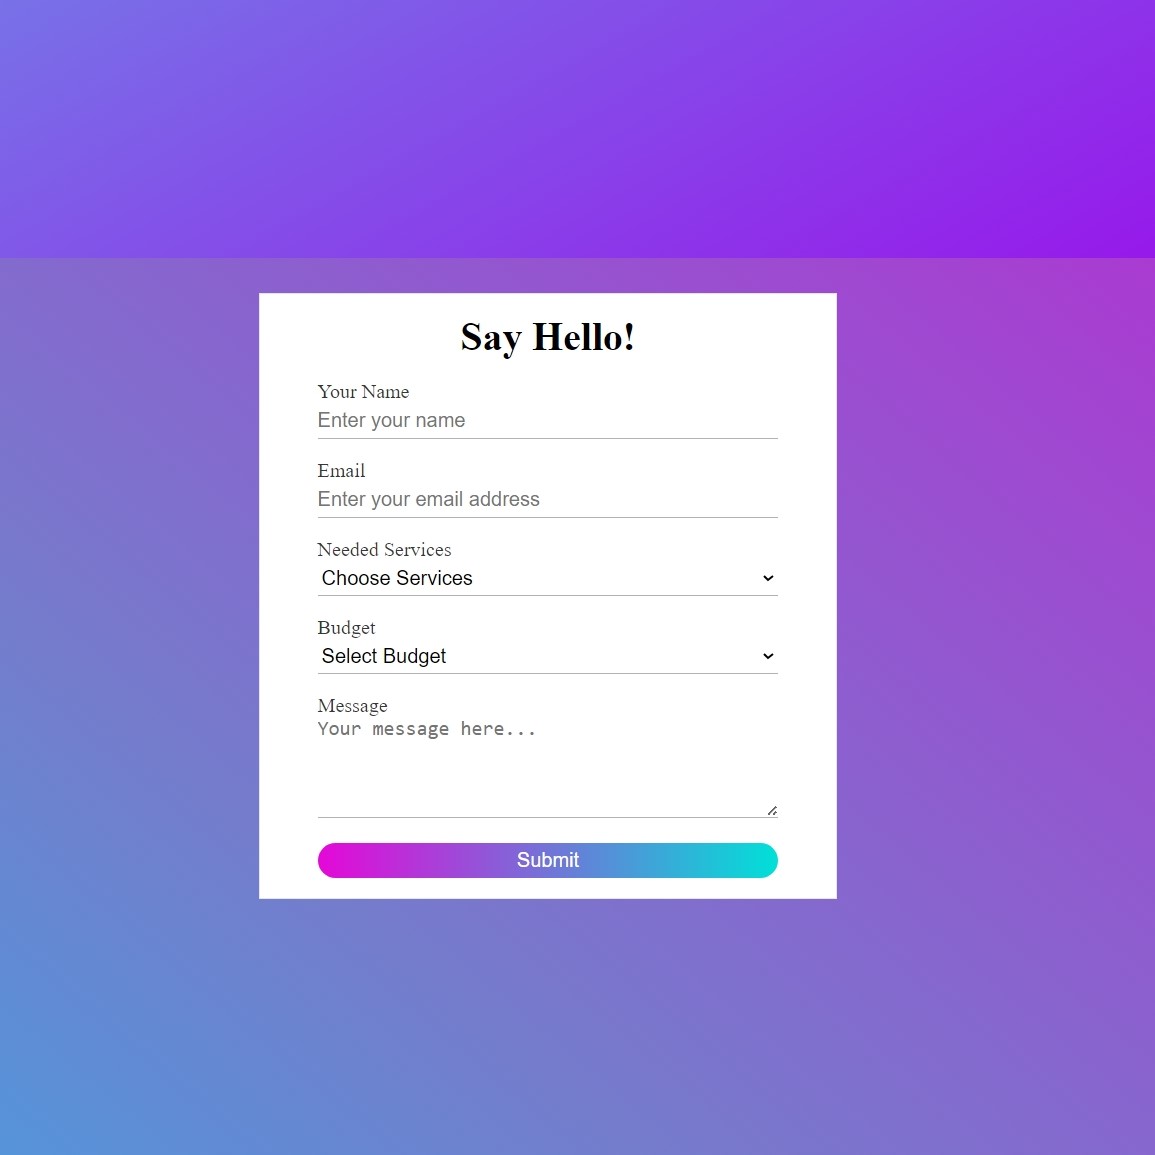 Say Hello!
Your Name
Enter your name
Email
Enter your email address
Needed Services
Choose Services
Budget
Select Budget
Message
Your message here...
Submit